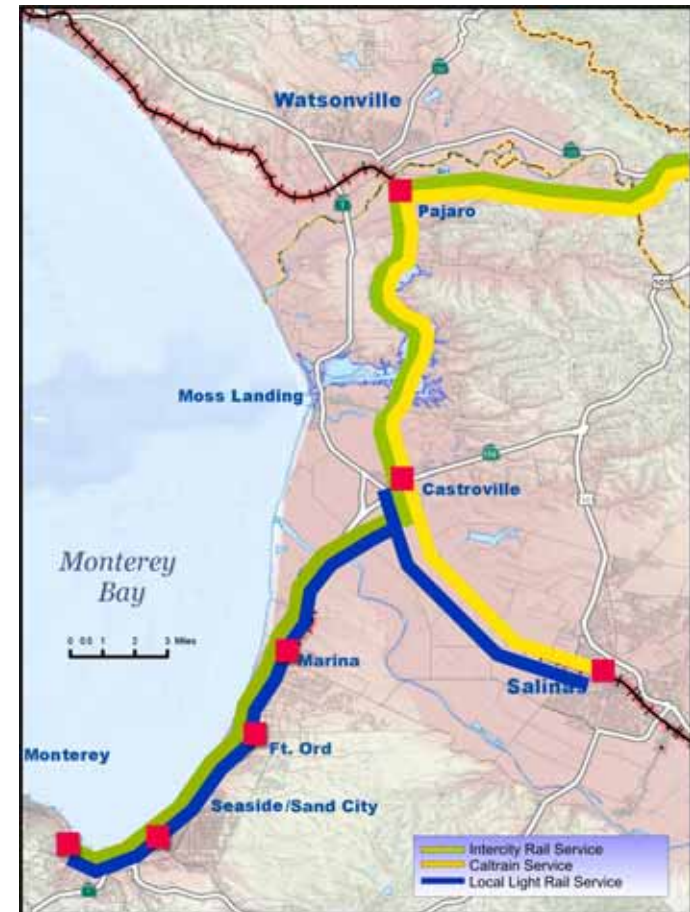 Watsonville
1
Pajaro
Moss Landing
Castroville
Monterey
Bay
0 0.5 1 2 3 Miles
Marina
Salinas
Ft. Ord
Monterey
Seaside/Sand City
Intercity Rail Service
Caltrain Service
Local Light Rail Service